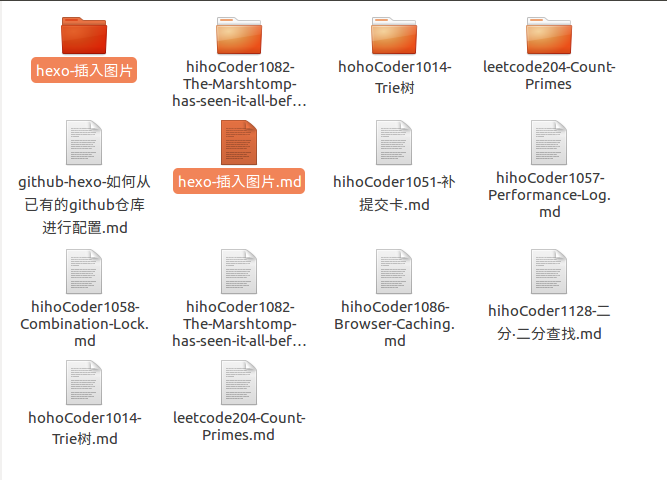 hexo-插入图片
hihoCoder1082-
The-Marshtomp-
has-seen-it-all-bef…
hohoCoder1014-
Trie树
leetcode204-Count-
Primes
github-hexo-如何从
已有的github仓库
进行配置.md
hexo-插入图片.md
hihoCoder1051-补
提交卡.md
hihoCoder1057-
Performance-Log.
md
hihoCoder1058-
Combination-Lock.
md
hihoCoder1082-
The-Marshtomp-
has-seen-it-all-bef…
hihoCoder1086-
Browser-Caching.
md
hihoCoder1128-二
分·二分查找.md
hohoCoder1014-
Trie树.md
leetcode204-Count-
Primes.md